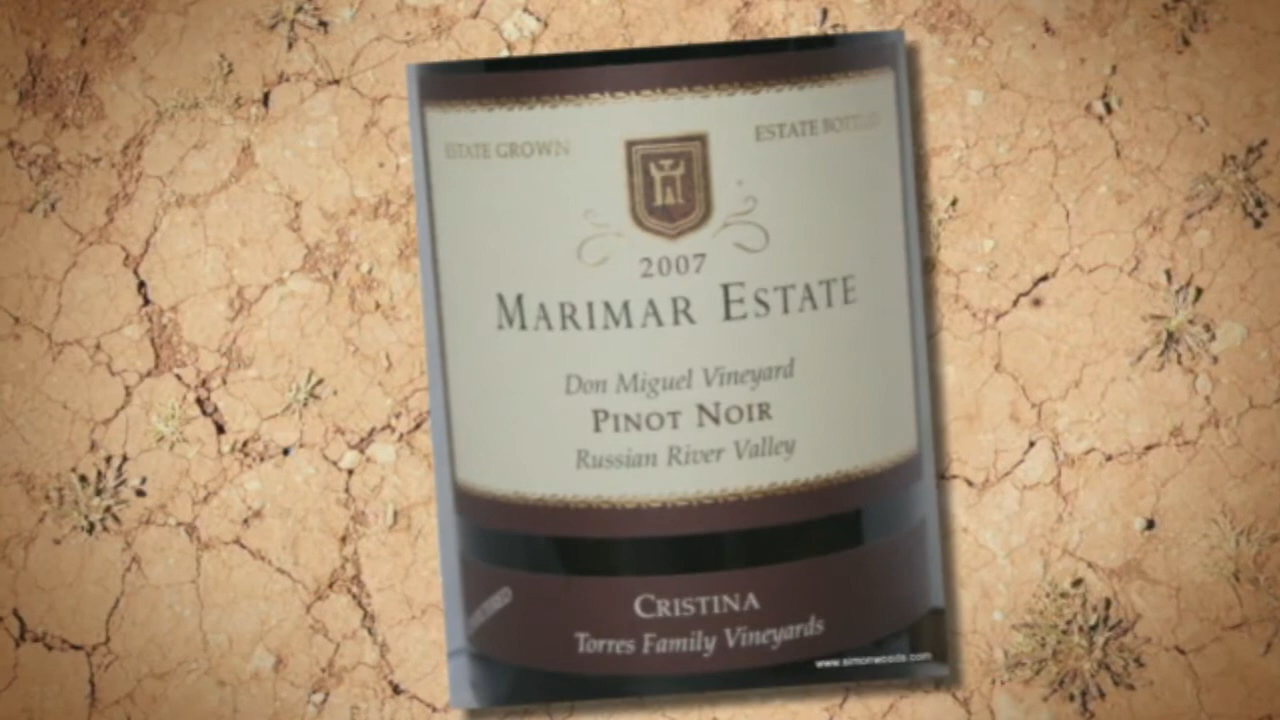 ESTATE GROWN
ESTATE BOTTLED
2007
MARIMAR ESTATE
Don Miguel Vineyard
PINOT NOIR
Russian River Valley
CRISTINA
Torres Family Vineyards
www.simonwoods.com